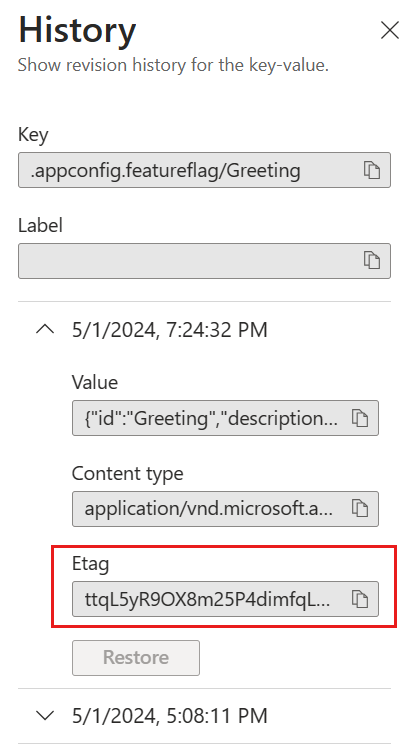 History
Show revision history for the key-value.
Key
.appconfig.featureflag/Greeting
Label
5/1/2024, 7:24:32 PM
Value
{"id":"Greeting","description...
Content type
application/vnd.microsoft.a...
Etag
ttqL5yR9OX8m25P4dimfqL...
Restore
5/1/2024, 5:08:11 PM